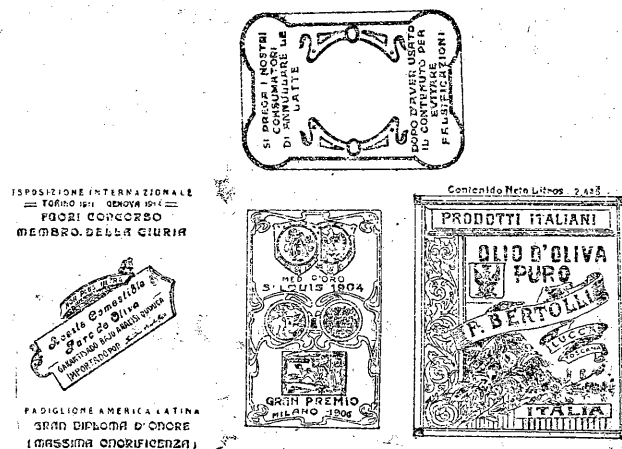 SI PREGA I NOSTRI
CONSUMATORI
DI ANNULLARE LE
LATTE
DOPO D'AVER USATO
IL CONTENUTO PER
EVITARE
FALSIFICAZIONI
ESPOSIZIONE INTERNAZIONALE
TORINO 1911 GENOVA 1914
FUORI CONCORSO
MEMBRO DELLA GIURIA
Aceite Comestible
Puro de Oliva
GARANTIZADO BAJO ANALISI QUIMICA
IMPORTADO POR
PADIGLIONE AMERICA LATINA
GRAN DIPLOMA D'ONORE
(MASSIMA ONORIFICENZA)
MED. D'ORO
St LOUIS 1904
GRAN PREMIO
MILANO 1906
Contenido Neto Litros
PRODOTTI ITALIANI
OLIO D'OLIVA
PURO
F. BERTOLLI
LUCCA
TOSCANA
ITALIA